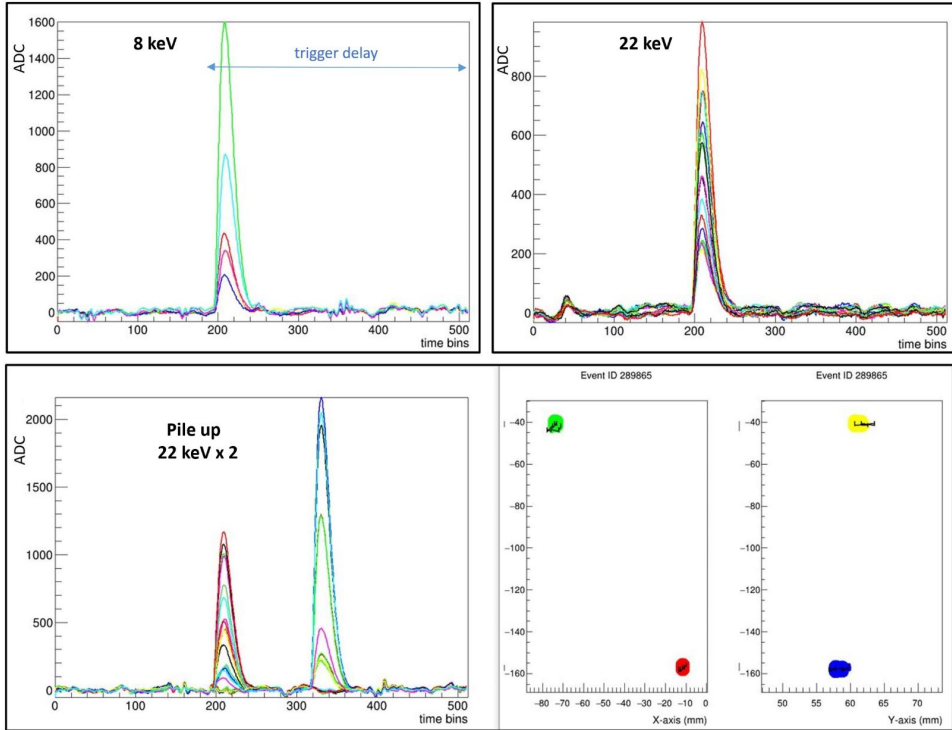 ADC
8 keV
trigger delay
1600
1400
1200
1000
800
600
400
200
0
0 100 200 300 400 500
time bins
ADC
22 keV
800
600
400
200
0
0 100 200 300 400 500
time bins
ADC
Pile up
22 keV x 2
2000
1500
1000
500
0
0 100 200 300 400 500
time bins
Event ID 289865
−40
−60
−80
−100
−120
−140
−160
−80 −70 −60 −50 −40 −30 −20 −10 0
X-axis (mm)
Event ID 289865
−40
−60
−80
−100
−120
−140
−160
50 55 60 65 70
Y-axis (mm)